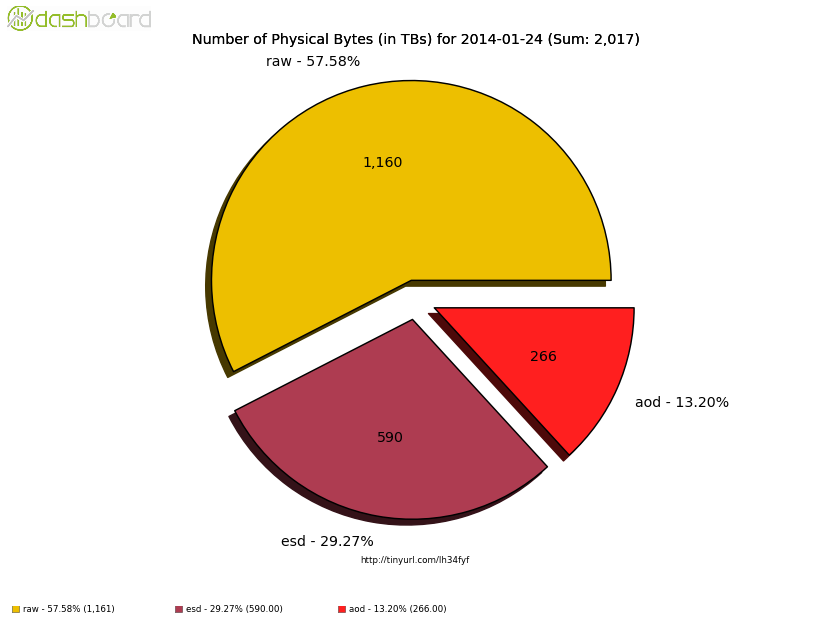 dashboard
Number of Physical Bytes (in TBs) for 2014-01-24 (Sum: 2,017)
raw - 57.58%
1,160
266
aod - 13.20%
590
esd - 29.27%
http://tinyurl.com/lh34fyf
raw - 57.58% (1,161) esd - 29.27% (590.00) aod - 13.20% (266.00)